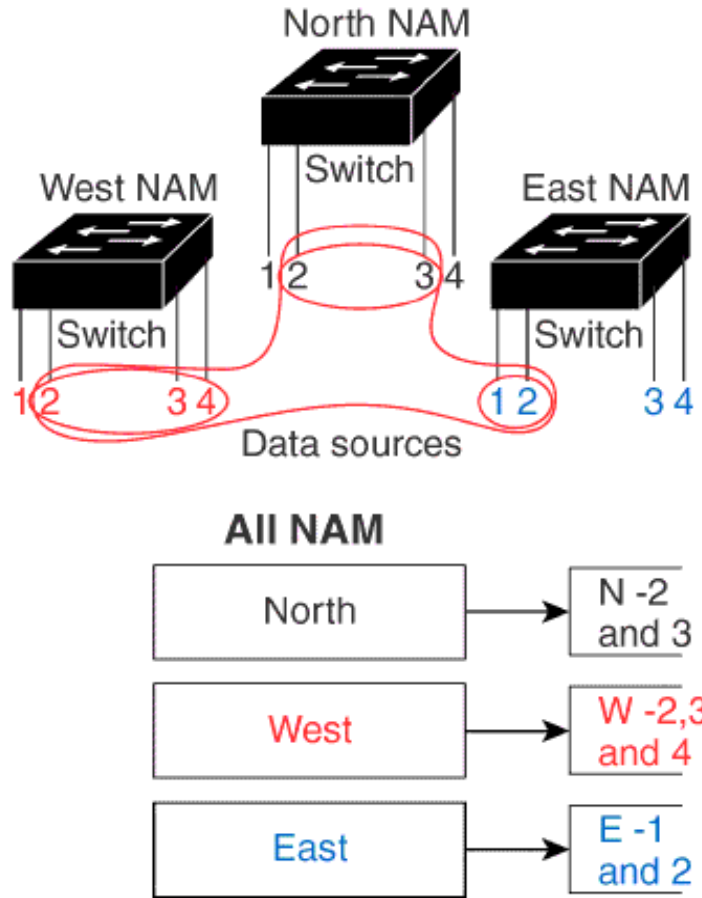 North NAM
Switch
West NAM
East NAM
1 2
3 4
Switch
Switch
1 2
3 4
1 2
3 4
Data sources
All NAM
North
N -2
and 3
West
W -2,3
and 4
East
E -1
and 2